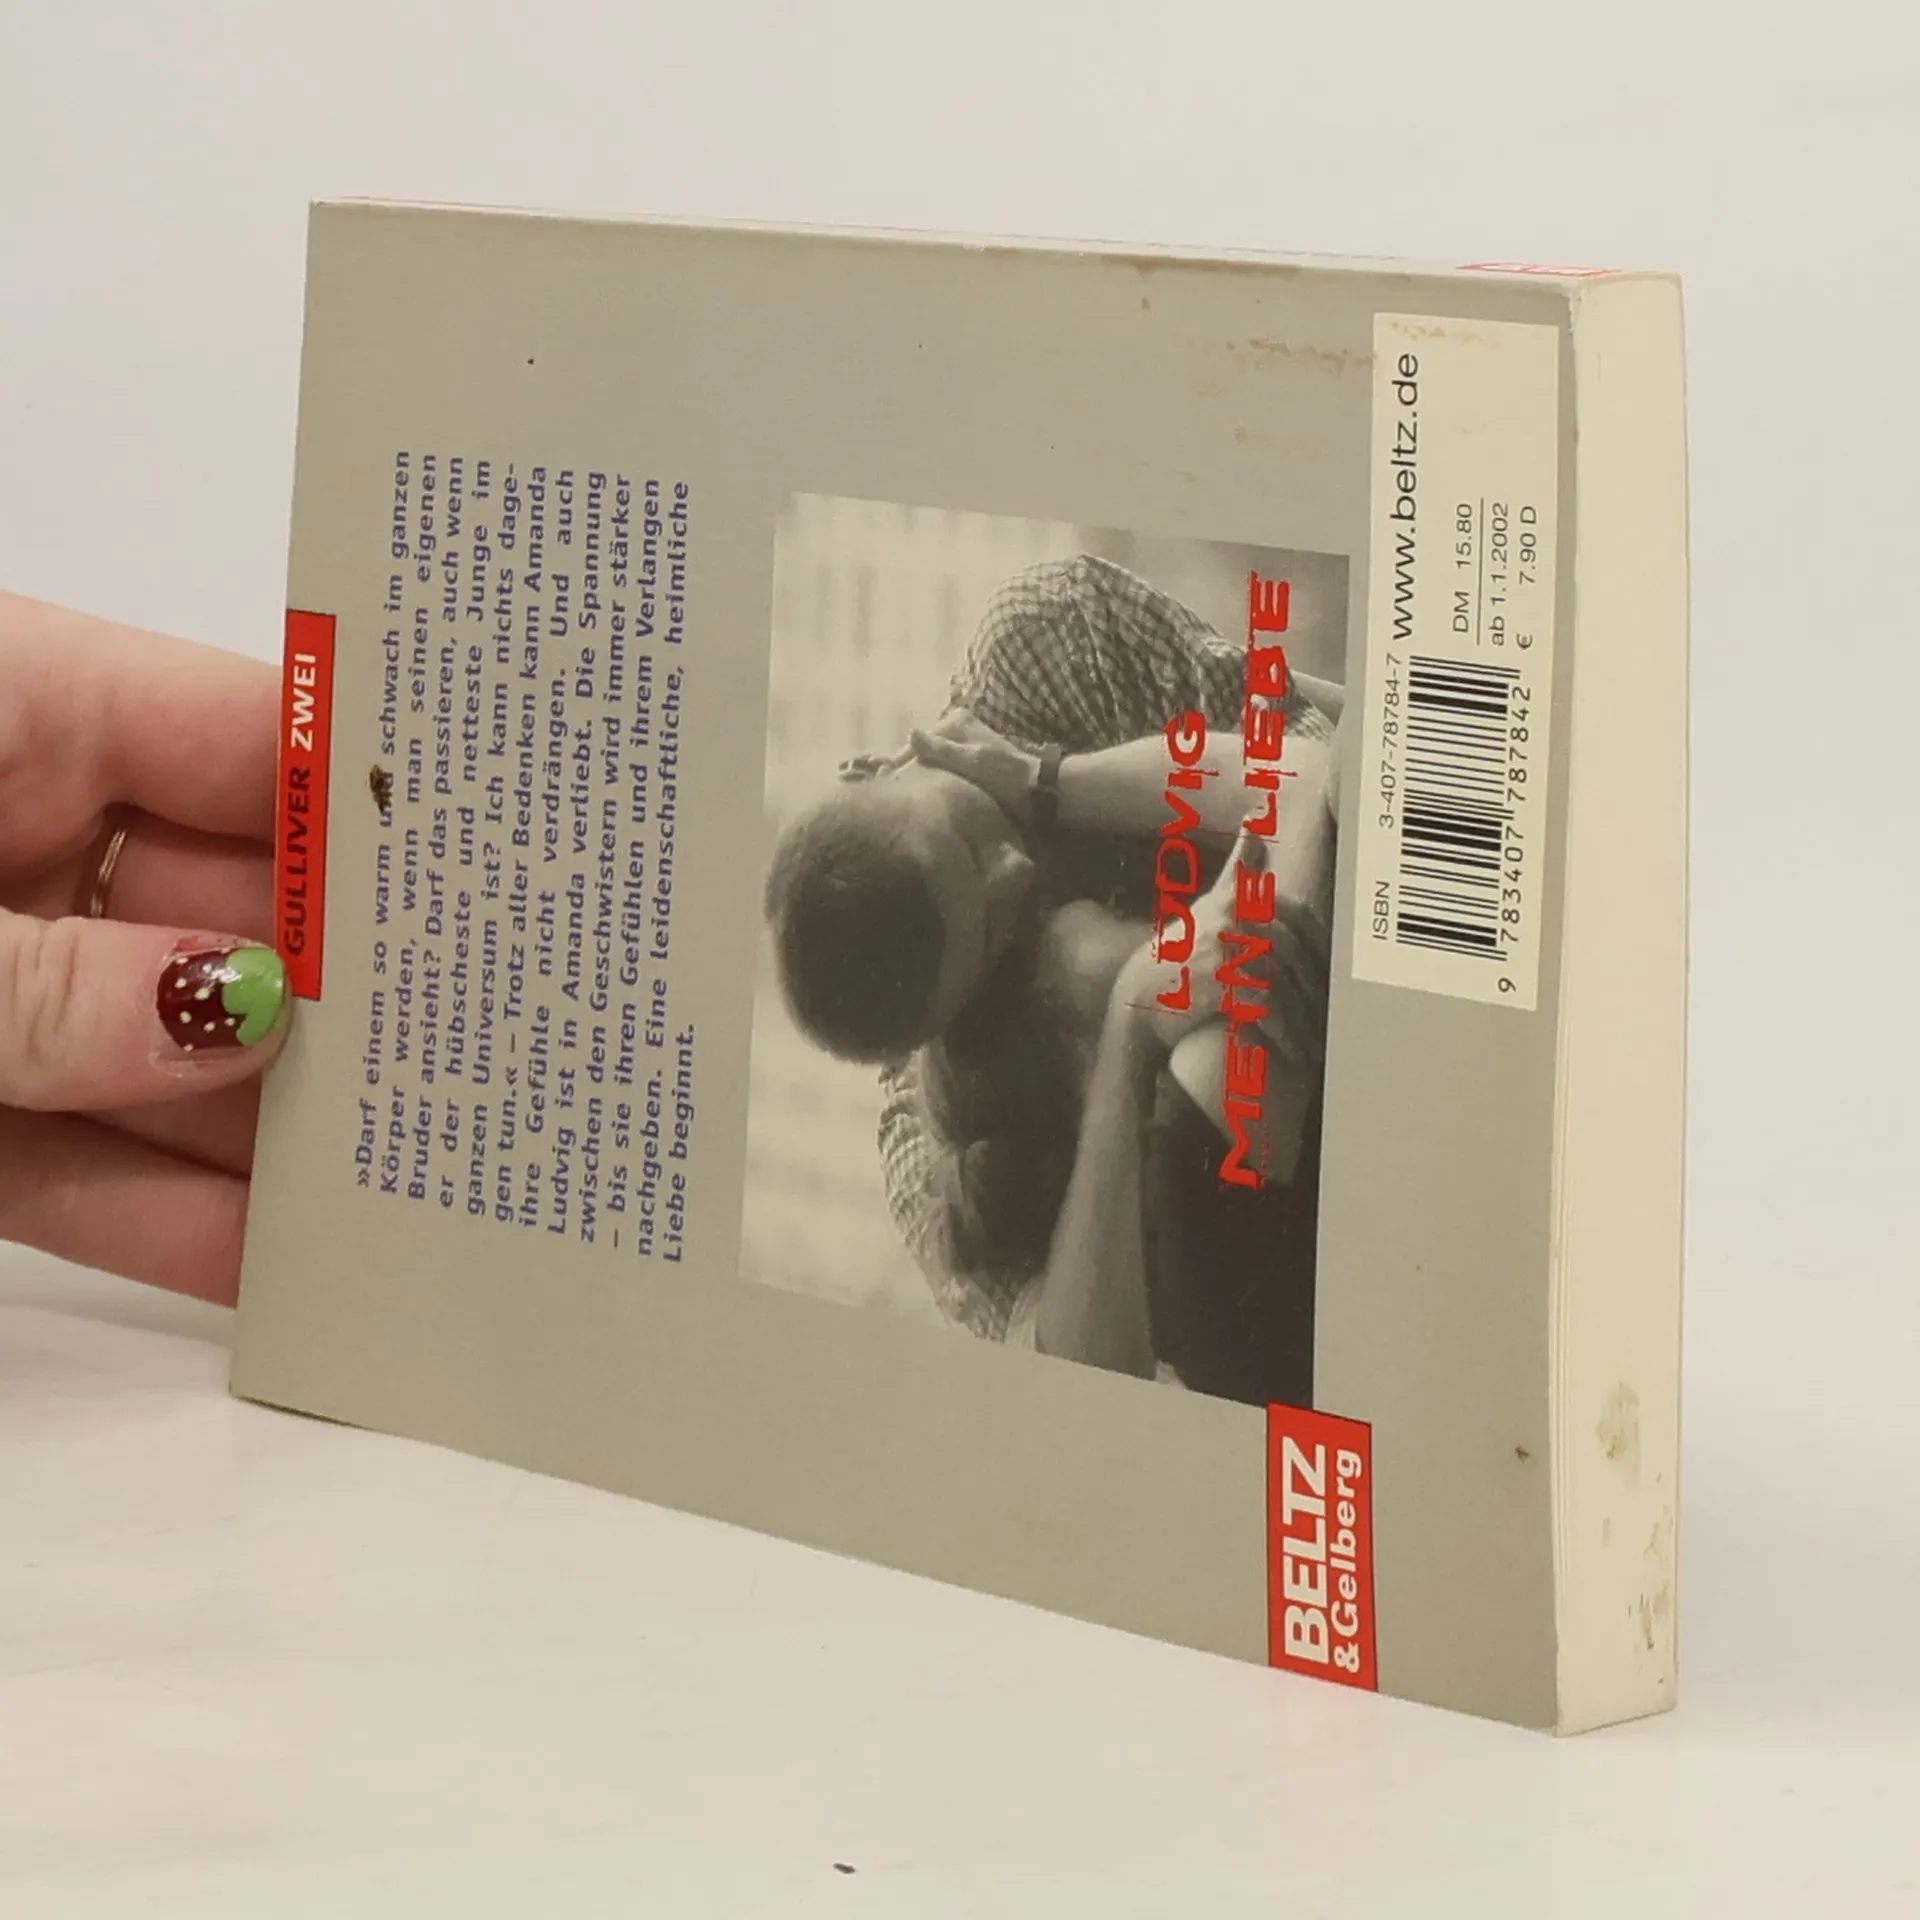 GULLIVER ZWEI
»Darf einem so warm und schwach im ganzen
Körper werden, wenn man seinen eigenen
Bruder ansieht? Darf das passieren, auch wenn
er der hübscheste und netteste Junge im
ganzen Universum ist? Ich kann nichts dage-
gen tun.« – Trotz aller Bedenken kann Amanda
ihre Gefühle nicht verdrängen. Und auch
Ludvig ist in Amanda verliebt. Die Spannung
zwischen den Geschwistern wird immer stärker
– bis sie ihren Gefühlen und ihrem Verlangen
nachgeben. Eine leidenschaftliche, heimliche
Liebe beginnt.
LUDVIG
MEINE LIEBE
BELTZ
&Gelberg
ISBN 3-407-78784-7
www.beltz.de
9 783407 787842
DM 15.80
ab 1.1.2002
€ 7.90 D